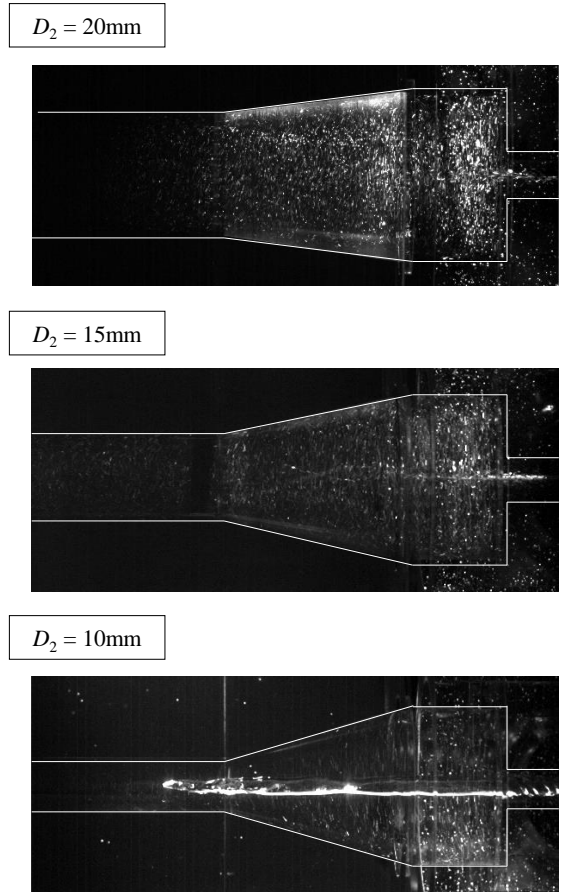 D₂ = 20mm
D₂ = 15mm
D₂ = 10mm